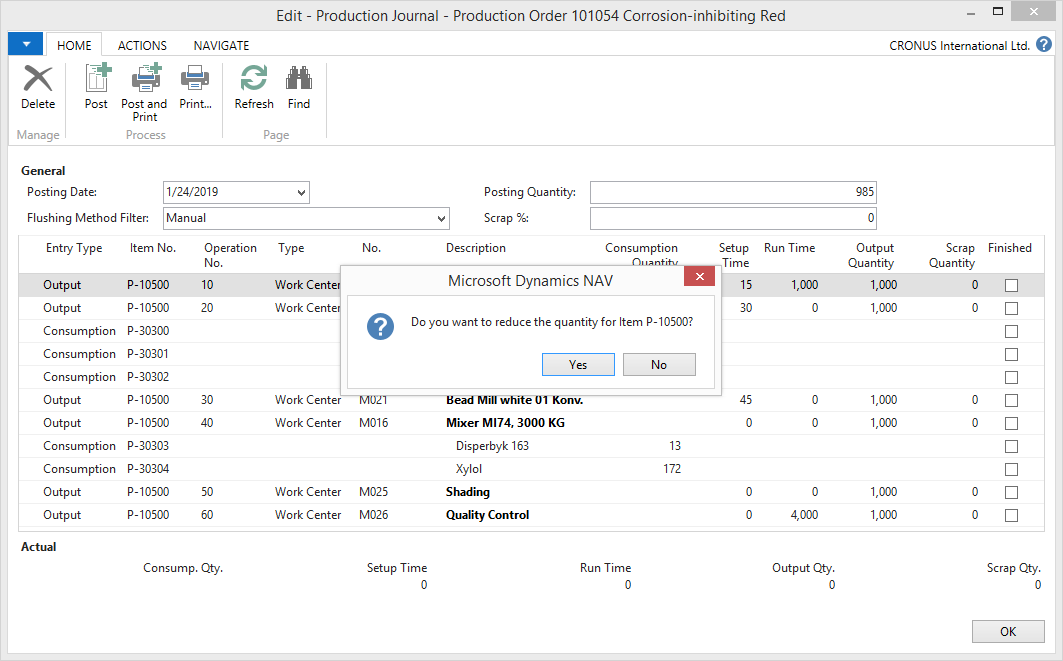 Edit - Production Journal - Production Order 101054 Corrosion-inhibiting Red
HOME ACTIONS NAVIGATE CRONUS International Ltd. ?
Delete Post Post and Print Print... Refresh Find
Manage Process Page
General
Posting Date: 1/24/2019 Posting Quantity: 985
Flushing Method Filter: Manual Scrap %: 0
Entry Type Item No. Operation No. Type No. Description Consumption Quantity Setup Time Run Time Output Quantity Scrap Quantity Finished
Output P-10500 10 Work Center 15 1,000 1,000 0
Output P-10500 20 Work Center 30 0 1,000 0
Consumption P-30300
Consumption P-30301
Consumption P-30302
Output P-10500 30 Work Center M021 Bead Mill white 01 Konv. 45 0 1,000 0
Output P-10500 40 Work Center M016 Mixer MI74, 3000 KG 0 0 1,000 0
Consumption P-30303 Disperbyk 163 13
Consumption P-30304 Xylol 172
Output P-10500 50 Work Center M025 Shading 0 0 1,000 0
Output P-10500 60 Work Center M026 Quality Control 0 4,000 1,000 0
Microsoft Dynamics NAV
? Do you want to reduce the quantity for Item P-10500?
Yes No
Actual
Consump. Qty. Setup Time Run Time Output Qty. Scrap Qty.
0 0 0 0
OK